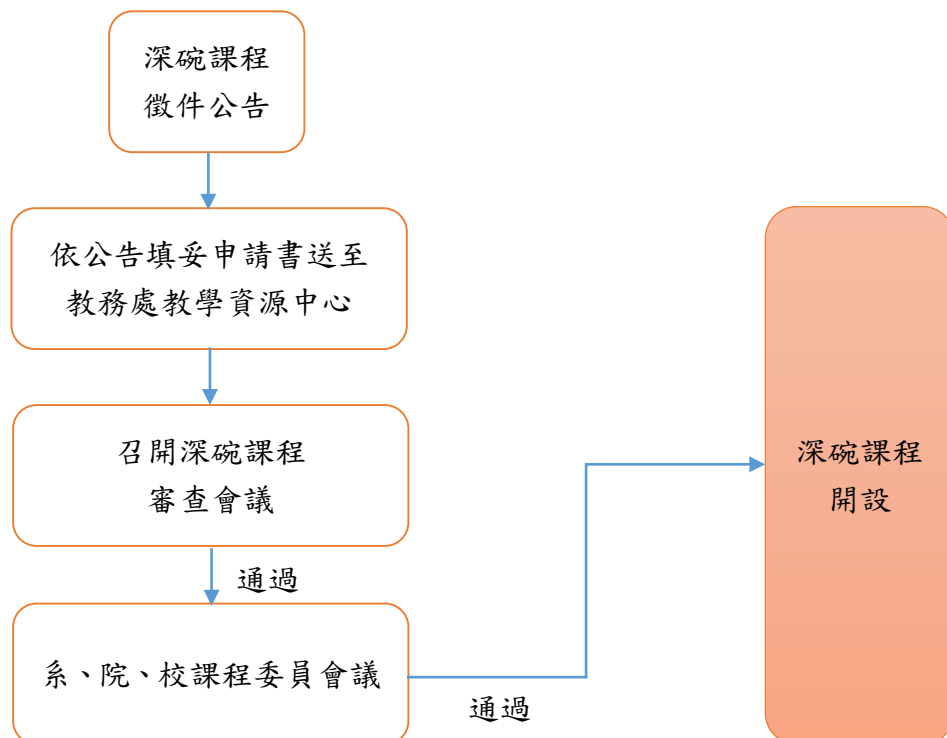 深碗課程
徵件公告
依公告填妥申請書送至
教務處教學資源中心
召開深碗課程
審查會議
通過
系、院、校課程委員會議
通過
深碗課程
開設